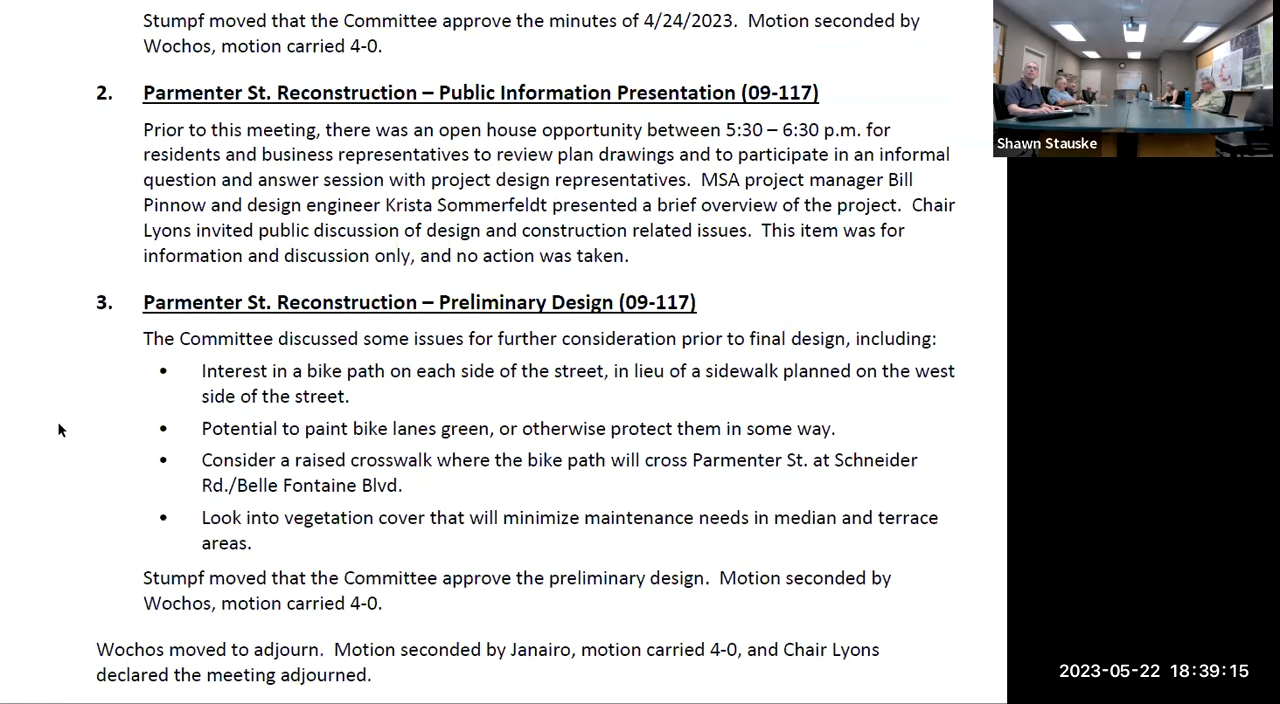 Stumpf moved that the Committee approve the minutes of 4/24/2023.  Motion seconded by
Wochos, motion carried 4-0.
2. Parmenter St. Reconstruction – Public Information Presentation (09-117)
Prior to this meeting, there was an open house opportunity between 5:30 – 6:30 p.m. for
residents and business representatives to review plan drawings and to participate in an informal
question and answer session with project design representatives.  MSA project manager Bill
Pinnow and design engineer Krista Sommerfeldt presented a brief overview of the project.  Chair
Lyons invited public discussion of design and construction related issues.  This item was for
information and discussion only, and no action was taken.
3. Parmenter St. Reconstruction – Preliminary Design (09-117)
The Committee discussed some issues for further consideration prior to final design, including:
• Interest in a bike path on each side of the street, in lieu of a sidewalk planned on the west
side of the street.
• Potential to paint bike lanes green, or otherwise protect them in some way.
• Consider a raised crosswalk where the bike path will cross Parmenter St. at Schneider
Rd./Belle Fontaine Blvd.
• Look into vegetation cover that will minimize maintenance needs in median and terrace
areas.
Stumpf moved that the Committee approve the preliminary design.  Motion seconded by
Wochos, motion carried 4-0.
Wochos moved to adjourn.  Motion seconded by Janairo, motion carried 4-0, and Chair Lyons
declared the meeting adjourned.
Shawn Stauske
2023-05-22 18:39:15